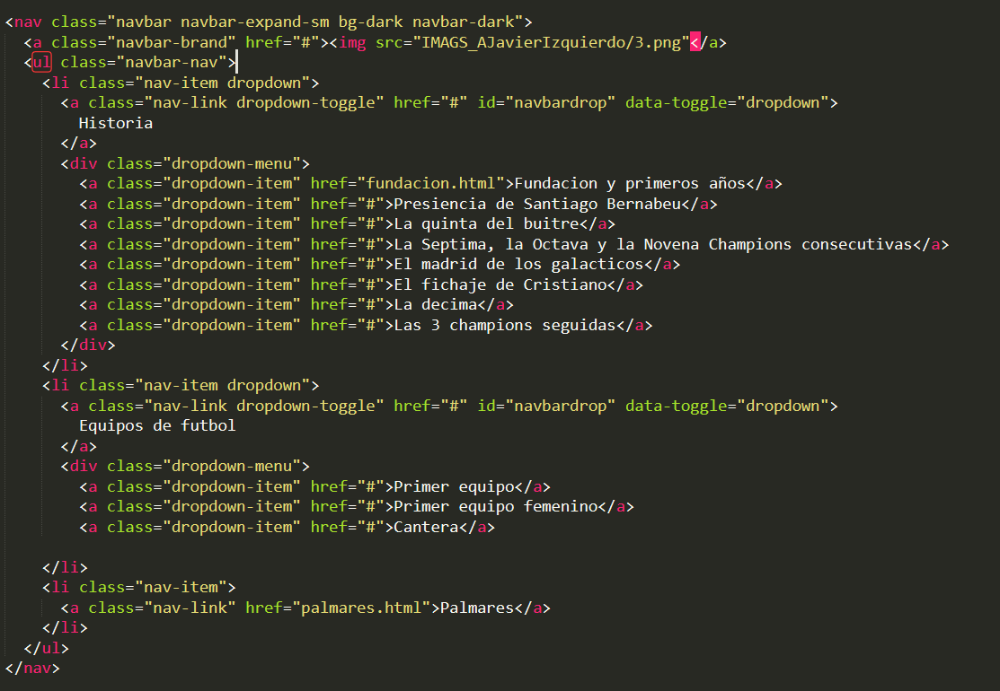 <nav class="navbar navbar-expand-sm bg-dark navbar-dark">
  <a class="navbar-brand" href="#"><img src="IMAGS_AJavierIzquierdo/3.png"</a>
  <ul class="navbar-nav">
    <li class="nav-item dropdown">
      <a class="nav-link dropdown-toggle" href="#" id="navbardrop" data-toggle="dropdown">
        Historia
      </a>
      <div class="dropdown-menu">
        <a class="dropdown-item" href="fundacion.html">Fundacion y primeros años</a>
        <a class="dropdown-item" href="#">Presiencia de Santiago Bernabeu</a>
        <a class="dropdown-item" href="#">La quinta del buitre</a>
        <a class="dropdown-item" href="#">La Septima, la Octava y la Novena Champions consecutivas</a>
        <a class="dropdown-item" href="#">El madrid de los galacticos</a>
        <a class="dropdown-item" href="#">El fichaje de Cristiano</a>
        <a class="dropdown-item" href="#">La decima</a>
        <a class="dropdown-item" href="#">Las 3 champions seguidas</a>
      </div>
    </li>
    <li class="nav-item dropdown">
      <a class="nav-link dropdown-toggle" href="#" id="navbardrop" data-toggle="dropdown">
        Equipos de futbol
      </a>
      <div class="dropdown-menu">
        <a class="dropdown-item" href="#">Primer equipo</a>
        <a class="dropdown-item" href="#">Primer equipo femenino</a>
        <a class="dropdown-item" href="#">Cantera</a>

    </li>
    <li class="nav-item">
      <a class="nav-link" href="palmares.html">Palmares</a>
    </li>
  </ul>
</nav>